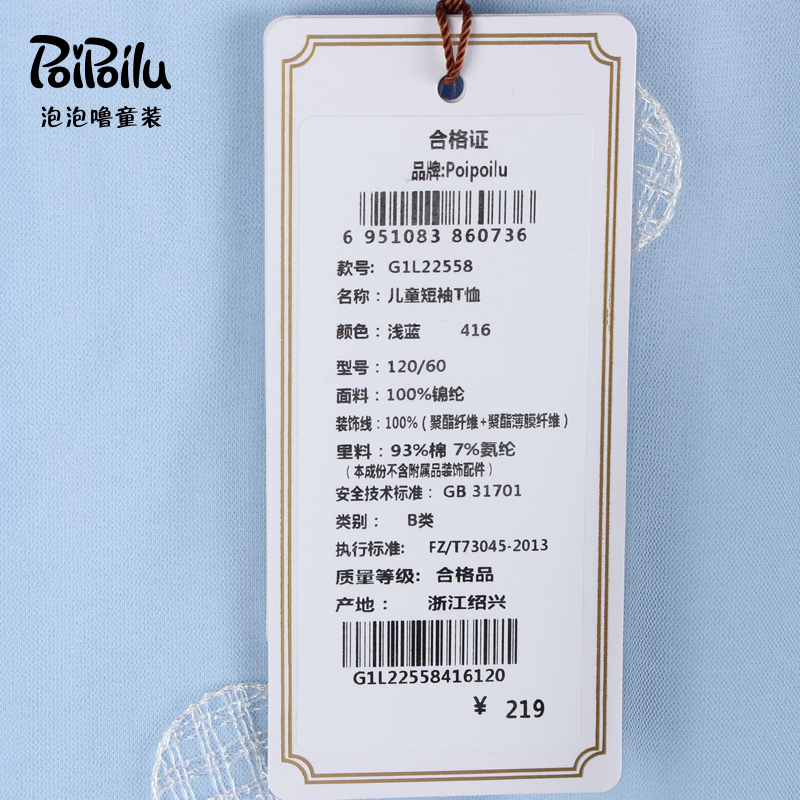 PoiPoilu
泡泡噜童装
合格证
品牌:Poipoilu
6 951083 860736
款号: G1L22558
名称：儿童短袖T恤
颜色：浅蓝 416
型号：120/60
面料：100%锦纶
装饰线：100%（聚酯纤维+聚酯薄膜纤维）
里料：93%棉 7%氨纶
（本成份不含附属品装饰配件）
安全技术标准：GB 31701
类别： B类
执行标准: FZ/T73045-2013
质量等级: 合格品
产地： 浙江绍兴
G1L22558416120
¥ 219